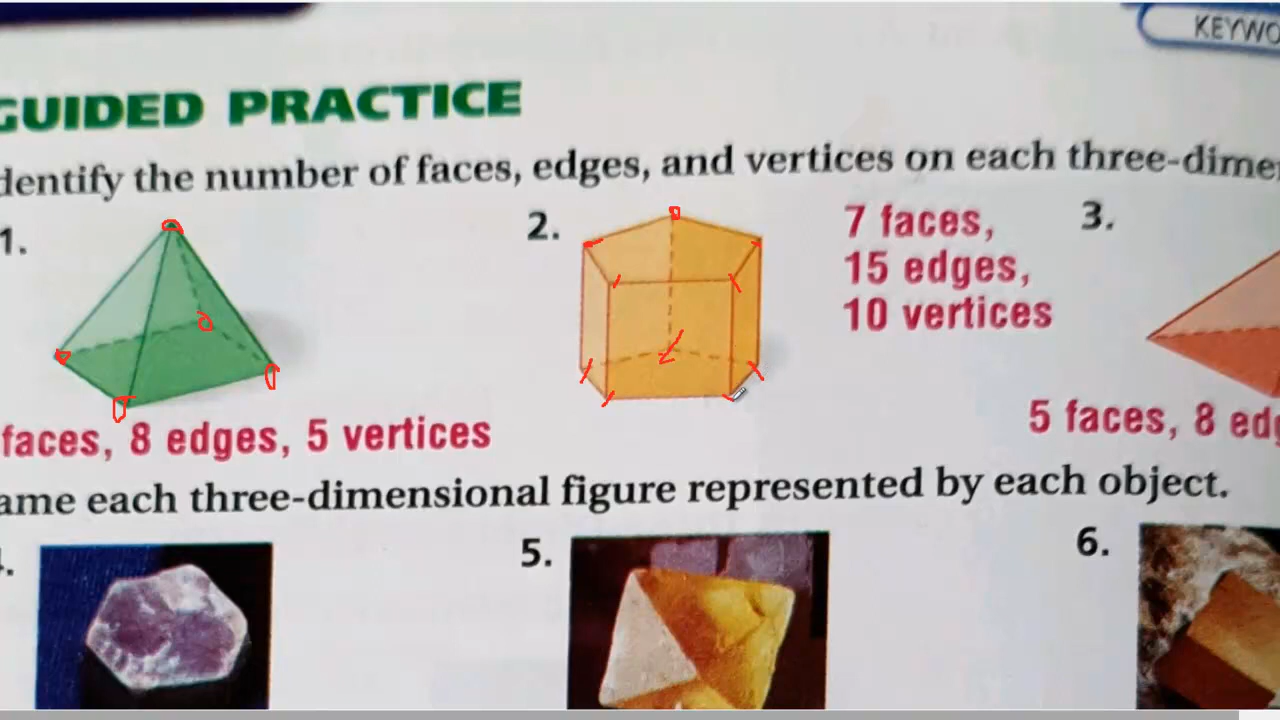 KEYWO
GUIDED PRACTICE
dentify the number of faces, edges, and vertices on each three-dime
1.
2.
7 faces,
15 edges,
10 vertices
3.
faces, 8 edges, 5 vertices
5 faces, 8 edg
ame each three-dimensional figure represented by each object.
5.
6.